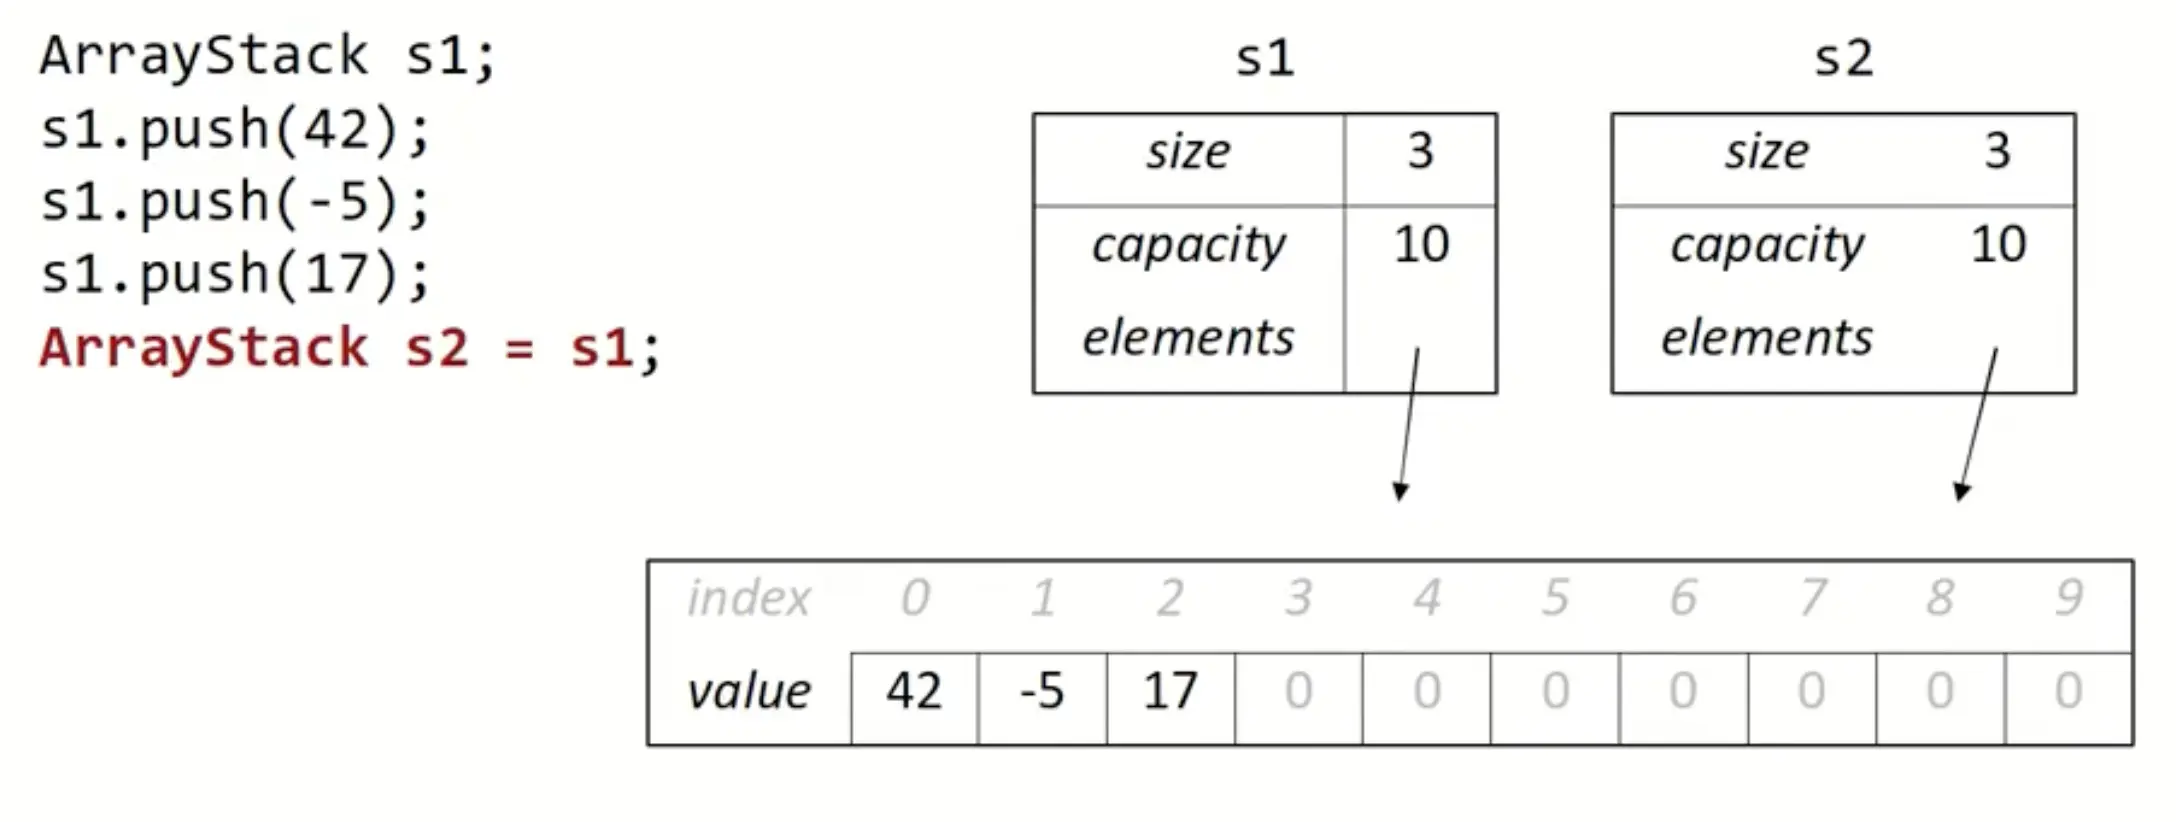 ArrayStack s1;
s1.push(42);
s1.push(-5);
s1.push(17);
ArrayStack s2 = s1;
s1
size 3
capacity 10
elements
s2
size 3
capacity 10
elements
index 0 1 2 3 4 5 6 7 8 9
value 42 -5 17 0 0 0 0 0 0 0